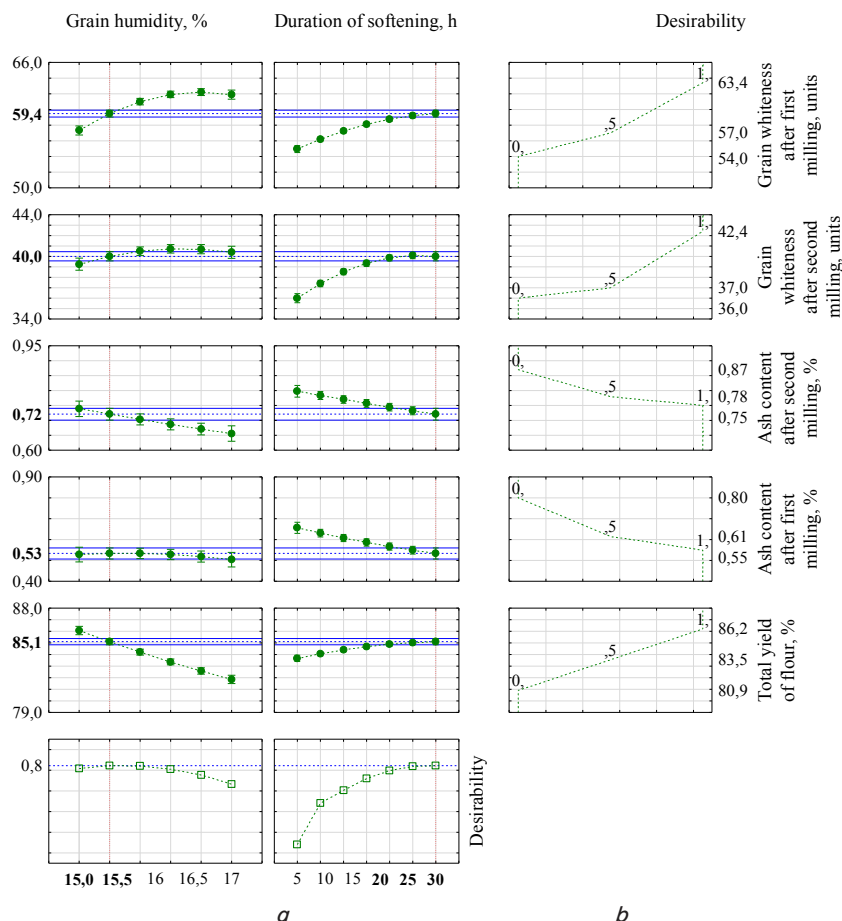 Grain humidity, %
Duration of softening, h
Desirability
66,0
59,4
50,0
0,
,5
1,
63,4
57,0
54,0
Grain whiteness
after first
milling, units
44,0
40,0
34,0
0,
,5
1,
42,4
37,0
36,0
Grain
whiteness
after second
milling, units
0,95
0,72
0,60
0,
,5
1,
0,87
0,78
0,75
Ash content
after second
milling, %
0,90
0,53
0,40
0,
,5
1,
0,80
0,61
0,55
Ash content
after first
milling, %
88,0
85,1
79,0
0,
,5
1,
86,2
83,5
80,9
Total yield
of flour, %
0,8
Desirability
15,0 15,5 16 16,5 17
5 10 15 20 25 30
a
b